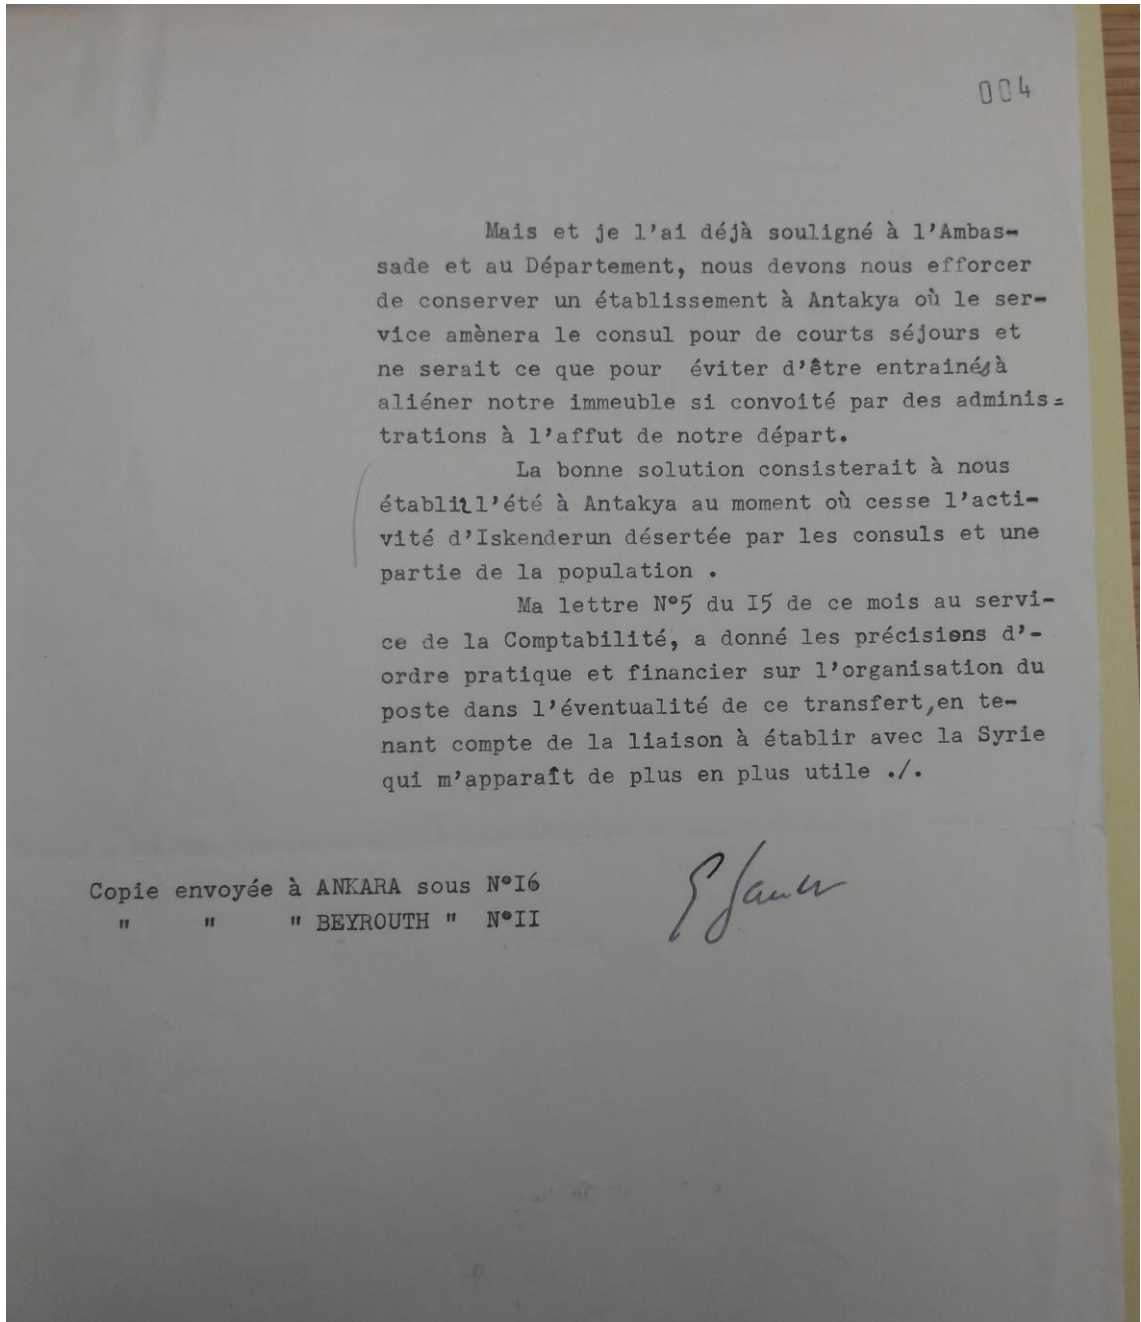 004
Mais et je l'ai déjà souligné à l'Ambas-
sade et au Département, nous devons nous efforcer
de conserver un établissement à Antakya où le ser-
vice amènera le consul pour de courts séjours et
ne serait ce que pour éviter d'être entrainés à
aliéner notre immeuble si convoité par des adminis=
trations à l'affut de notre départ.
La bonne solution consisterait à nous
établir l'été à Antakya au moment où cesse l'acti-
vité d'Iskenderun désertée par les consuls et une
partie de la population .
Ma lettre N°5 du I5 de ce mois au servi-
ce de la Comptabilité, a donné les précisions d'-
ordre pratique et financier sur l'organisation du
poste dans l'éventualité de ce transfert,en te-
nant compte de la liaison à établir avec la Syrie
qui m'apparaît de plus en plus utile ./.
Copie envoyée à ANKARA sous N°I6
" " " BEYROUTH " N°II